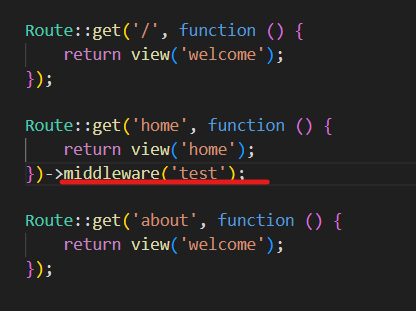 Route::get('/', function () {
    return view('welcome');
});
Route::get('home', function () {
    return view('home');
})->middleware('test');
Route::get('about', function () {
    return view('welcome');
});